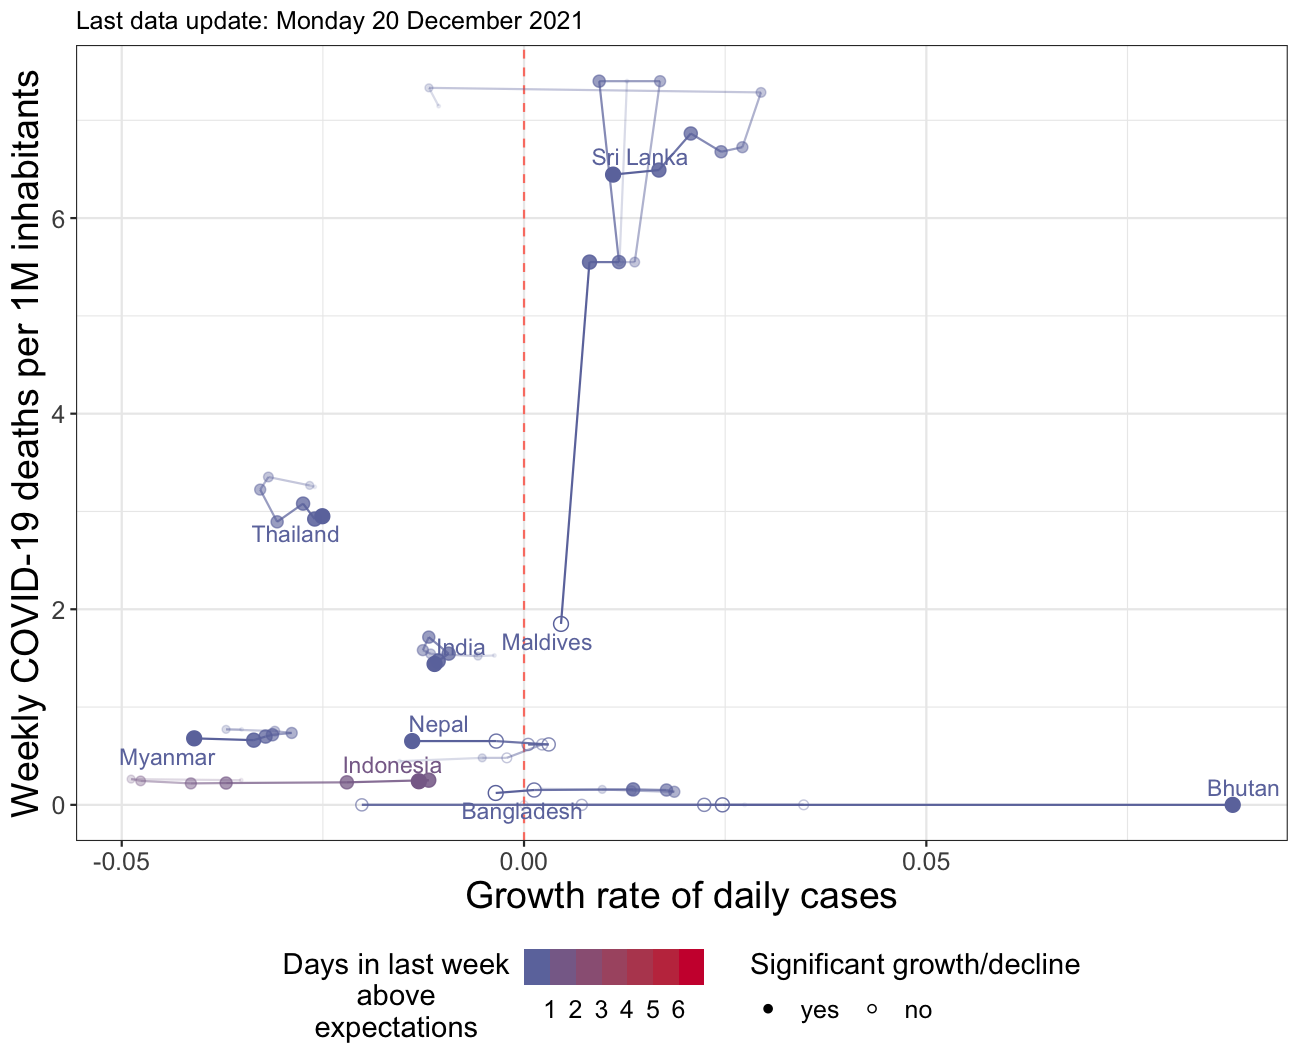 Last data update: Monday 20 December 2021
Weekly COVID-19 deaths per 1M inhabitants
6
4
2
0
Sri Lanka
Thailand
India
Maldives
Nepal
Myanmar
Indonesia
Bhutan
Bangladesh
-0.05
0.00
0.05
Growth rate of daily cases
Days in last week
above
expectations
1 2 3 4 5 6
Significant growth/decline
yes no